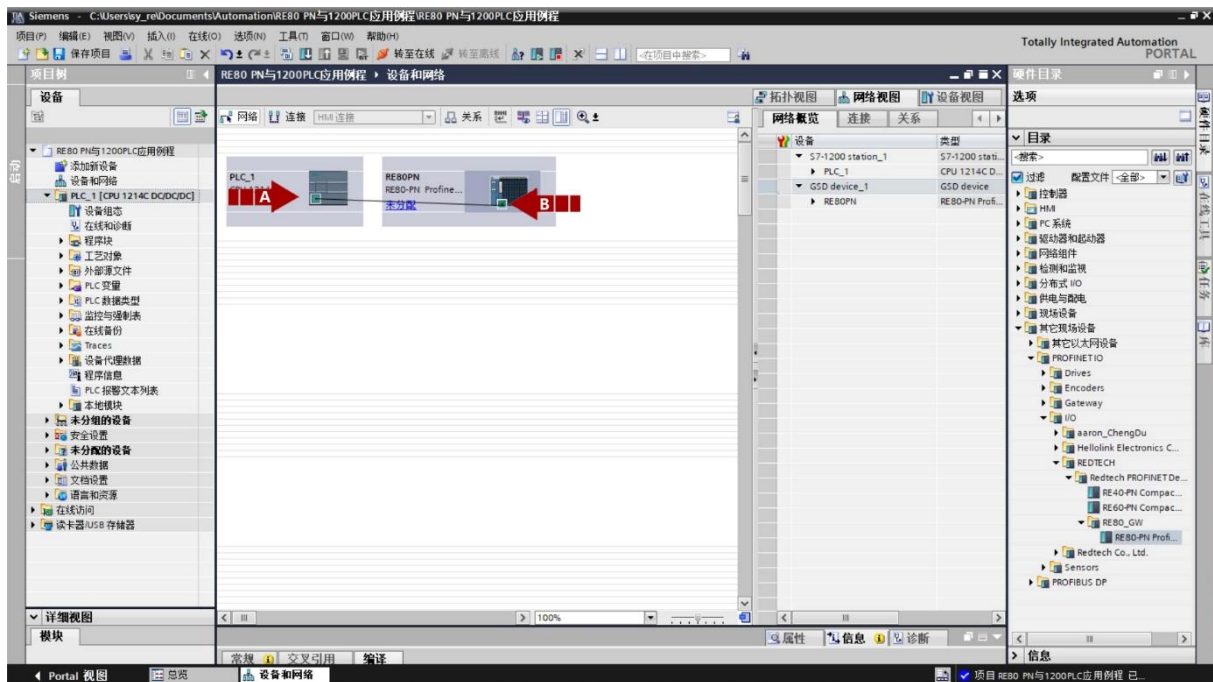 Siemens - C:\Users\sy_re\Documents\Automation\RE80 PN与1200PLC应用例程\RE80 PN与1200PLC应用例程
项目(P) 编辑(E) 视图(V) 插入(I) 在线(O) 选项(N) 工具(T) 窗口(W) 帮助(H)
Totally Integrated Automation
PORTAL
保存项目 转至在线 转至离线 <在项目中搜索>
项目树
设备
启动
RE80 PN与1200PLC应用例程
添加新设备
设备和网络
PLC_1 [CPU 1214C DC/DC/DC]
设备组态
在线和诊断
程序块
工艺对象
外部源文件
PLC 变量
PLC 数据类型
监控与强制表
在线备份
Traces
设备代理数据
程序信息
PLC 报警文本列表
本地模块
未分组的设备
安全设置
未分配的设备
公共数据
文档设置
语言和资源
在线访问
读卡器/USB 存储器
详细视图
模块
RE80 PN与1200PLC应用例程 ▸ 设备和网络
拓扑视图 网络视图 设备视图
网络 连接 HMI 连接 关系
PLC_1
A
RE80PN
RE80-PN Profine...
未分配
B
100%
网络概览 连接 关系
设备 类型
S7-1200 station_1 S7-1200 stati...
PLC_1 CPU 1214C D...
GSD device_1 GSD device
RE80PN RE80-PN Profi...
属性 信息 诊断
常规 交叉引用 编译
硬件目录
选项
目录
<搜索>
过滤 配置文件 <全部>
控制器
HMI
PC 系统
驱动器和起动器
网络组件
检测和监视
分布式 I/O
供电与配电
现场设备
其它现场设备
其它以太网设备
PROFINET IO
Drives
Encoders
Gateway
I/O
aaron_ChengDu
Hellolink Electronics C...
REDTECH
Redtech PROFINET De...
RE40-PN Compac...
RE60-PN Compac...
RE80_GW
RE80-PN Profi...
Redtech Co., Ltd.
Sensors
PROFIBUS DP
信息
硬件目录
在线工具
任务
库
Portal 视图 总览 设备和网络 项目 RE80 PN与1200PLC应用例程 已...